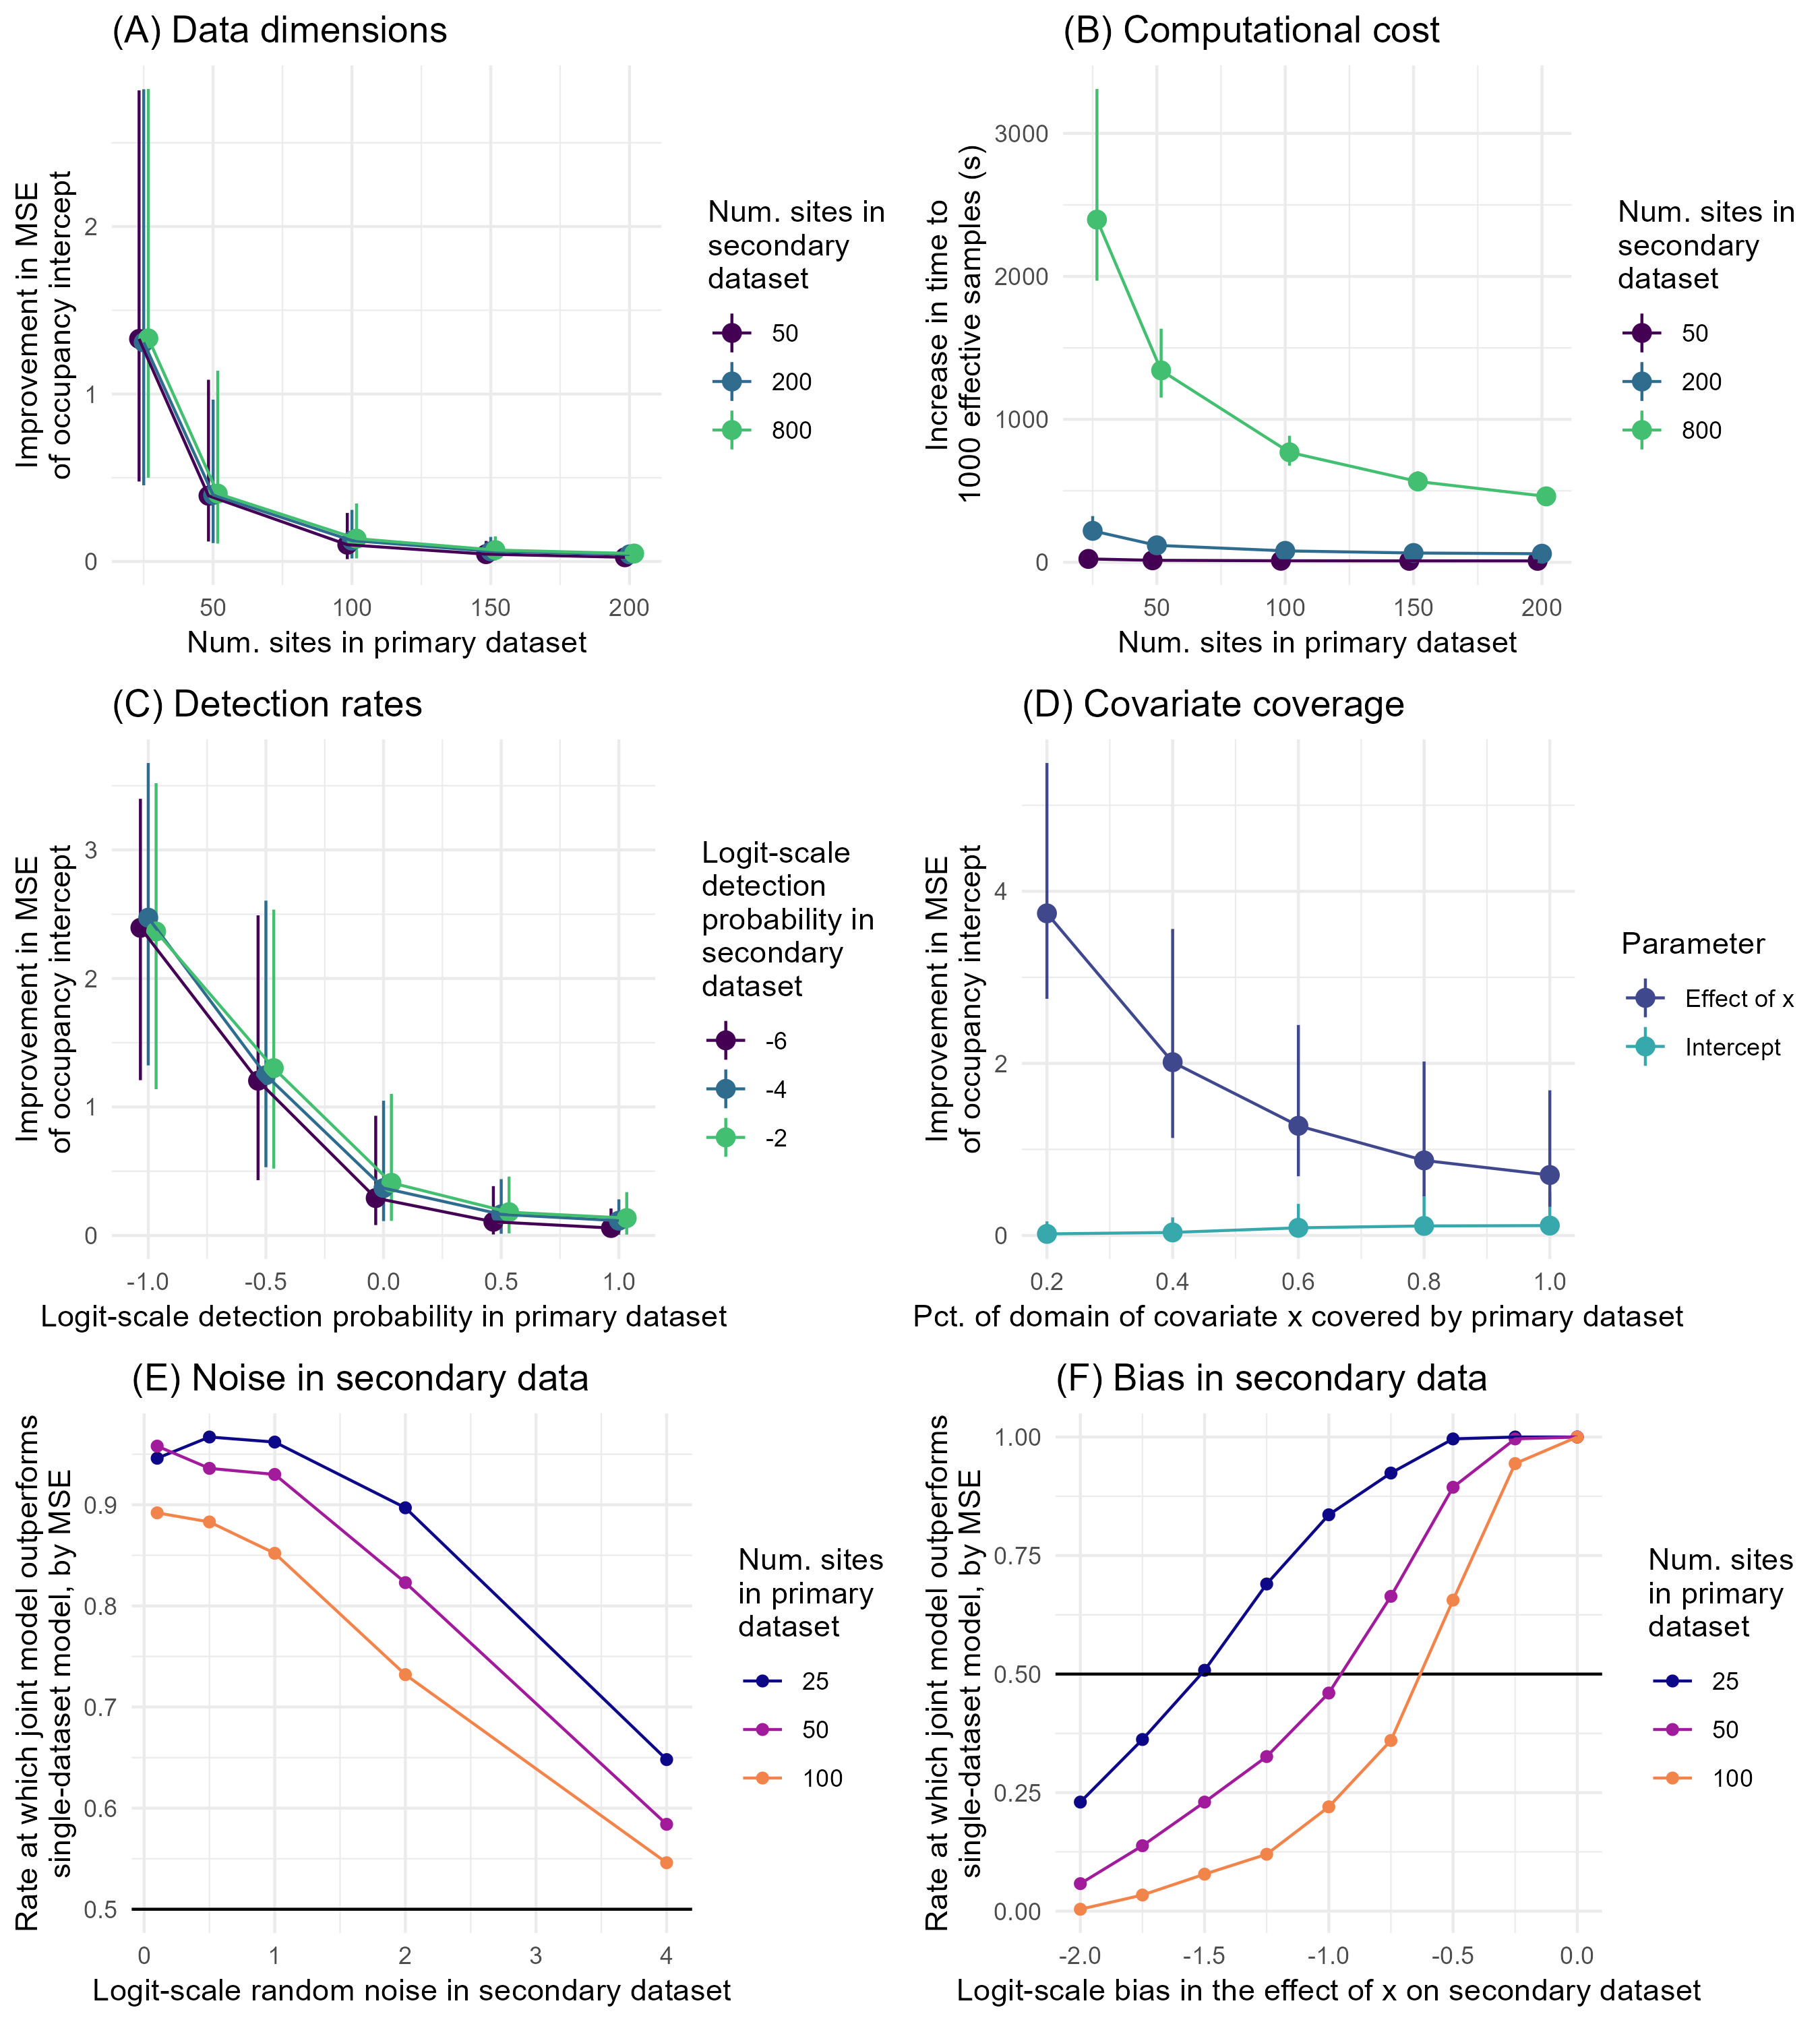 (A) Data dimensions
Improvement in MSE
of occupancy intercept
2
1
0
50
100
150
200
Num. sites in primary dataset
Num. sites in
secondary
dataset
50
200
800
(B) Computational cost
Increase in time to
1000 effective samples (s)
3000
2000
1000
0
50
100
150
200
Num. sites in primary dataset
Num. sites in
secondary
dataset
50
200
800
(C) Detection rates
Improvement in MSE
of occupancy intercept
3
2
1
0
-1.0
-0.5
0.0
0.5
1.0
Logit-scale detection probability in primary dataset
Logit-scale
detection
probability in
secondary
dataset
-6
-4
-2
(D) Covariate coverage
Improvement in MSE
of occupancy intercept
4
2
0
0.2
0.4
0.6
0.8
1.0
Pct. of domain of covariate x covered by primary dataset
Parameter
Effect of x
Intercept
(E) Noise in secondary data
Rate at which joint model outperforms
single-dataset model, by MSE
0.9
0.8
0.7
0.6
0.5
0
1
2
3
4
Logit-scale random noise in secondary dataset
Num. sites
in primary
dataset
25
50
100
(F) Bias in secondary data
Rate at which joint model outperforms
single-dataset model, by MSE
1.00
0.75
0.50
0.25
0.00
-2.0
-1.5
-1.0
-0.5
0.0
Logit-scale bias in the effect of x on secondary dataset
Num. sites
in primary
dataset
25
50
100